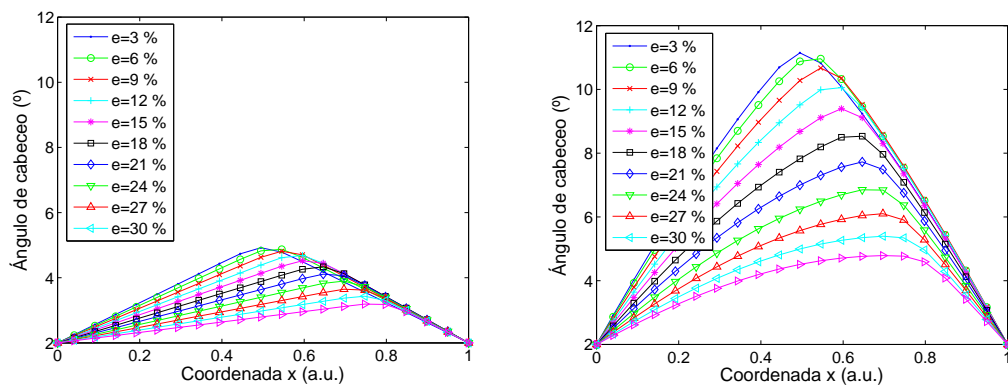 12
10
8
6
4
2
0
0.2
0.4
0.6
0.8
1
Ángulo de cabeceo (º)
Coordenada x (a.u.)
e=3 %
e=6 %
e=9 %
e=12 %
e=15 %
e=18 %
e=21 %
e=24 %
e=27 %
e=30 %
12
10
8
6
4
2
0
0.2
0.4
0.6
0.8
1
Ángulo de cabeceo (º)
Coordenada x (a.u.)
e=3 %
e=6 %
e=9 %
e=12 %
e=15 %
e=18 %
e=21 %
e=24 %
e=27 %
e=30 %